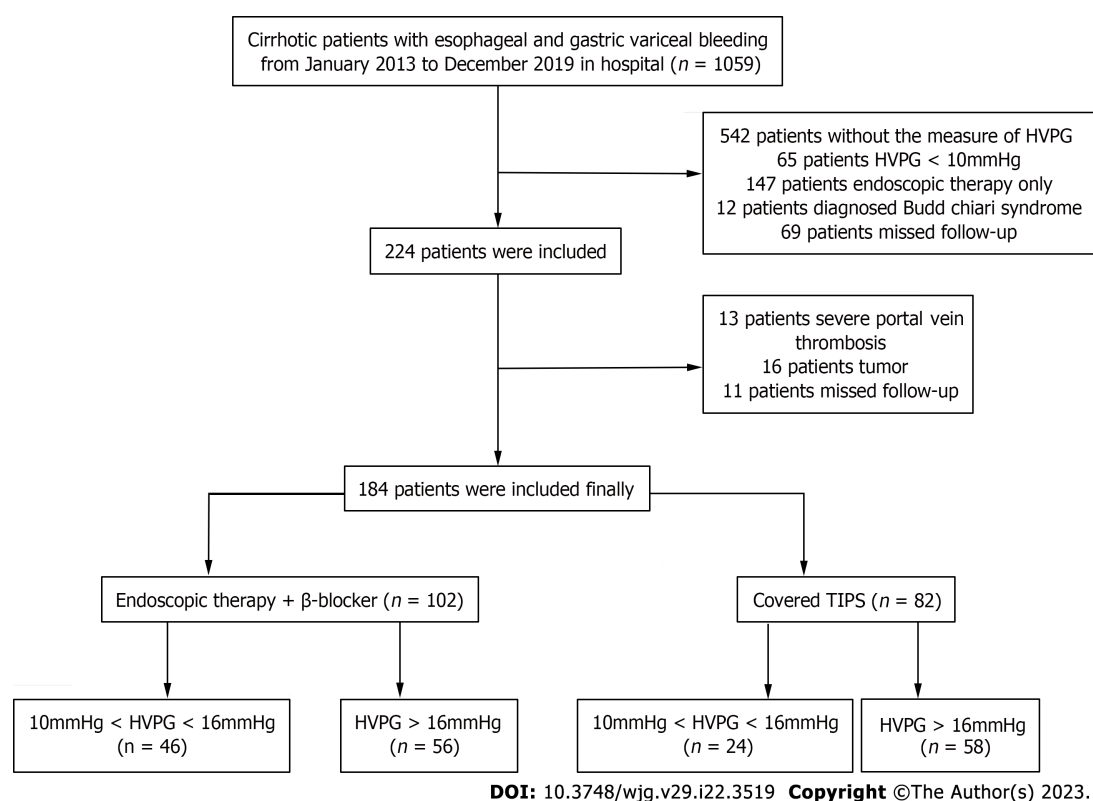 Cirrhotic patients with esophageal and gastric variceal bleeding
from January 2013 to December 2019 in hospital (n = 1059)
542 patients without the measure of HVPG
65 patients HVPG < 10mmHg
147 patients endoscopic therapy only
12 patients diagnosed Budd chiari syndrome
69 patients missed follow-up
224 patients were included
13 patients severe portal vein
thrombosis
16 patients tumor
11 patients missed follow-up
184 patients were included finally
Endoscopic therapy + β-blocker (n = 102)
Covered TIPS (n = 82)
10mmHg < HVPG < 16mmHg
(n = 46)
HVPG > 16mmHg
(n = 56)
10mmHg < HVPG < 16mmHg
(n = 24)
HVPG > 16mmHg
(n = 58)
DOI: 10.3748/wjg.v29.i22.3519 Copyright ©The Author(s) 2023.